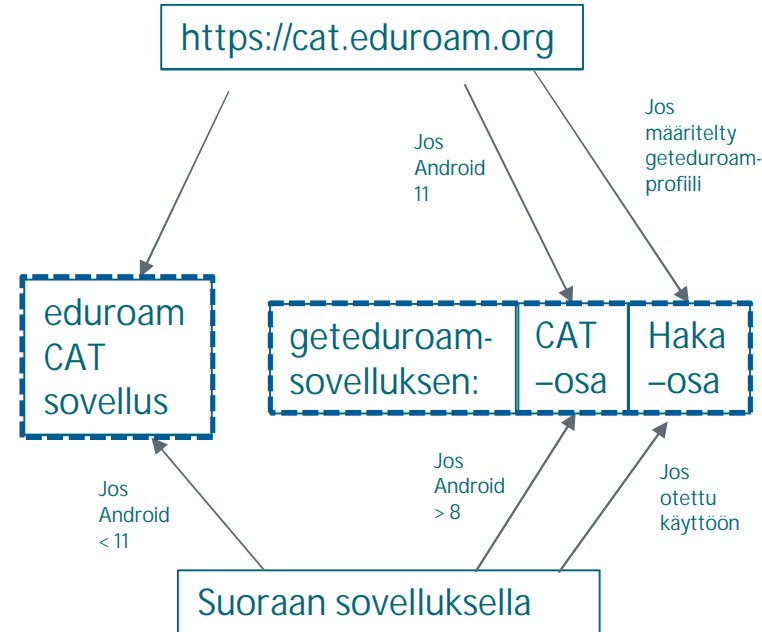 https://cat.eduroam.org
Jos
Android
11
Jos
määritelty
geteduroam-
profiili
eduroam
CAT
sovellus
geteduroam-
sovelluksen:
CAT
–osa
Haka
–osa
Jos
Android
< 11
Jos
Android
> 8
Jos
otettu
käyttöön
Suoraan sovelluksella